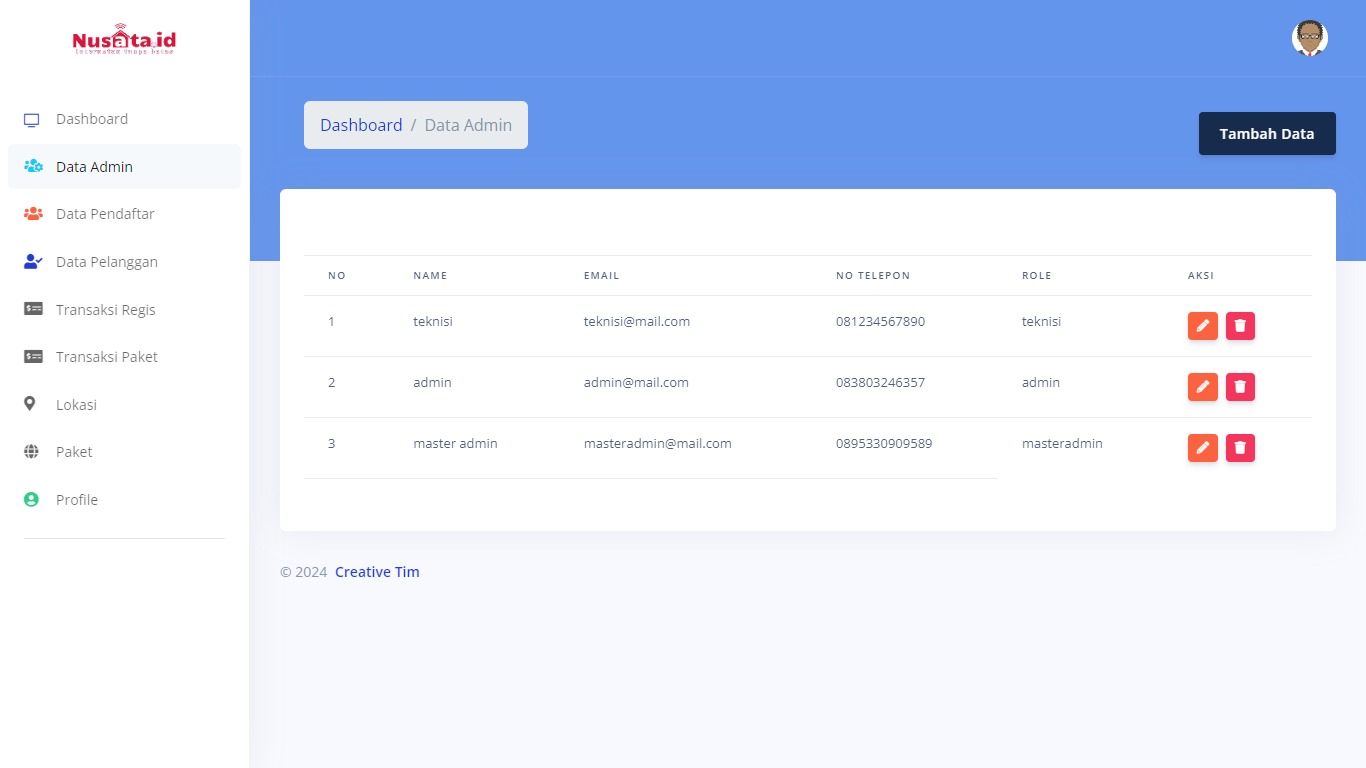 Nusata.id
Dashboard
Data Admin
Data Pendaftar
Data Pelanggan
Transaksi Regis
Transaksi Paket
Lokasi
Paket
Profile
Dashboard / Data Admin
Tambah Data
NO NAME EMAIL NO TELEPON ROLE AKSI
1 teknisi teknisi@mail.com 081234567890 teknisi
2 admin admin@mail.com 083803246357 admin
3 master admin masteradmin@mail.com 0895330909589 masteradmin
© 2024 Creative Tim